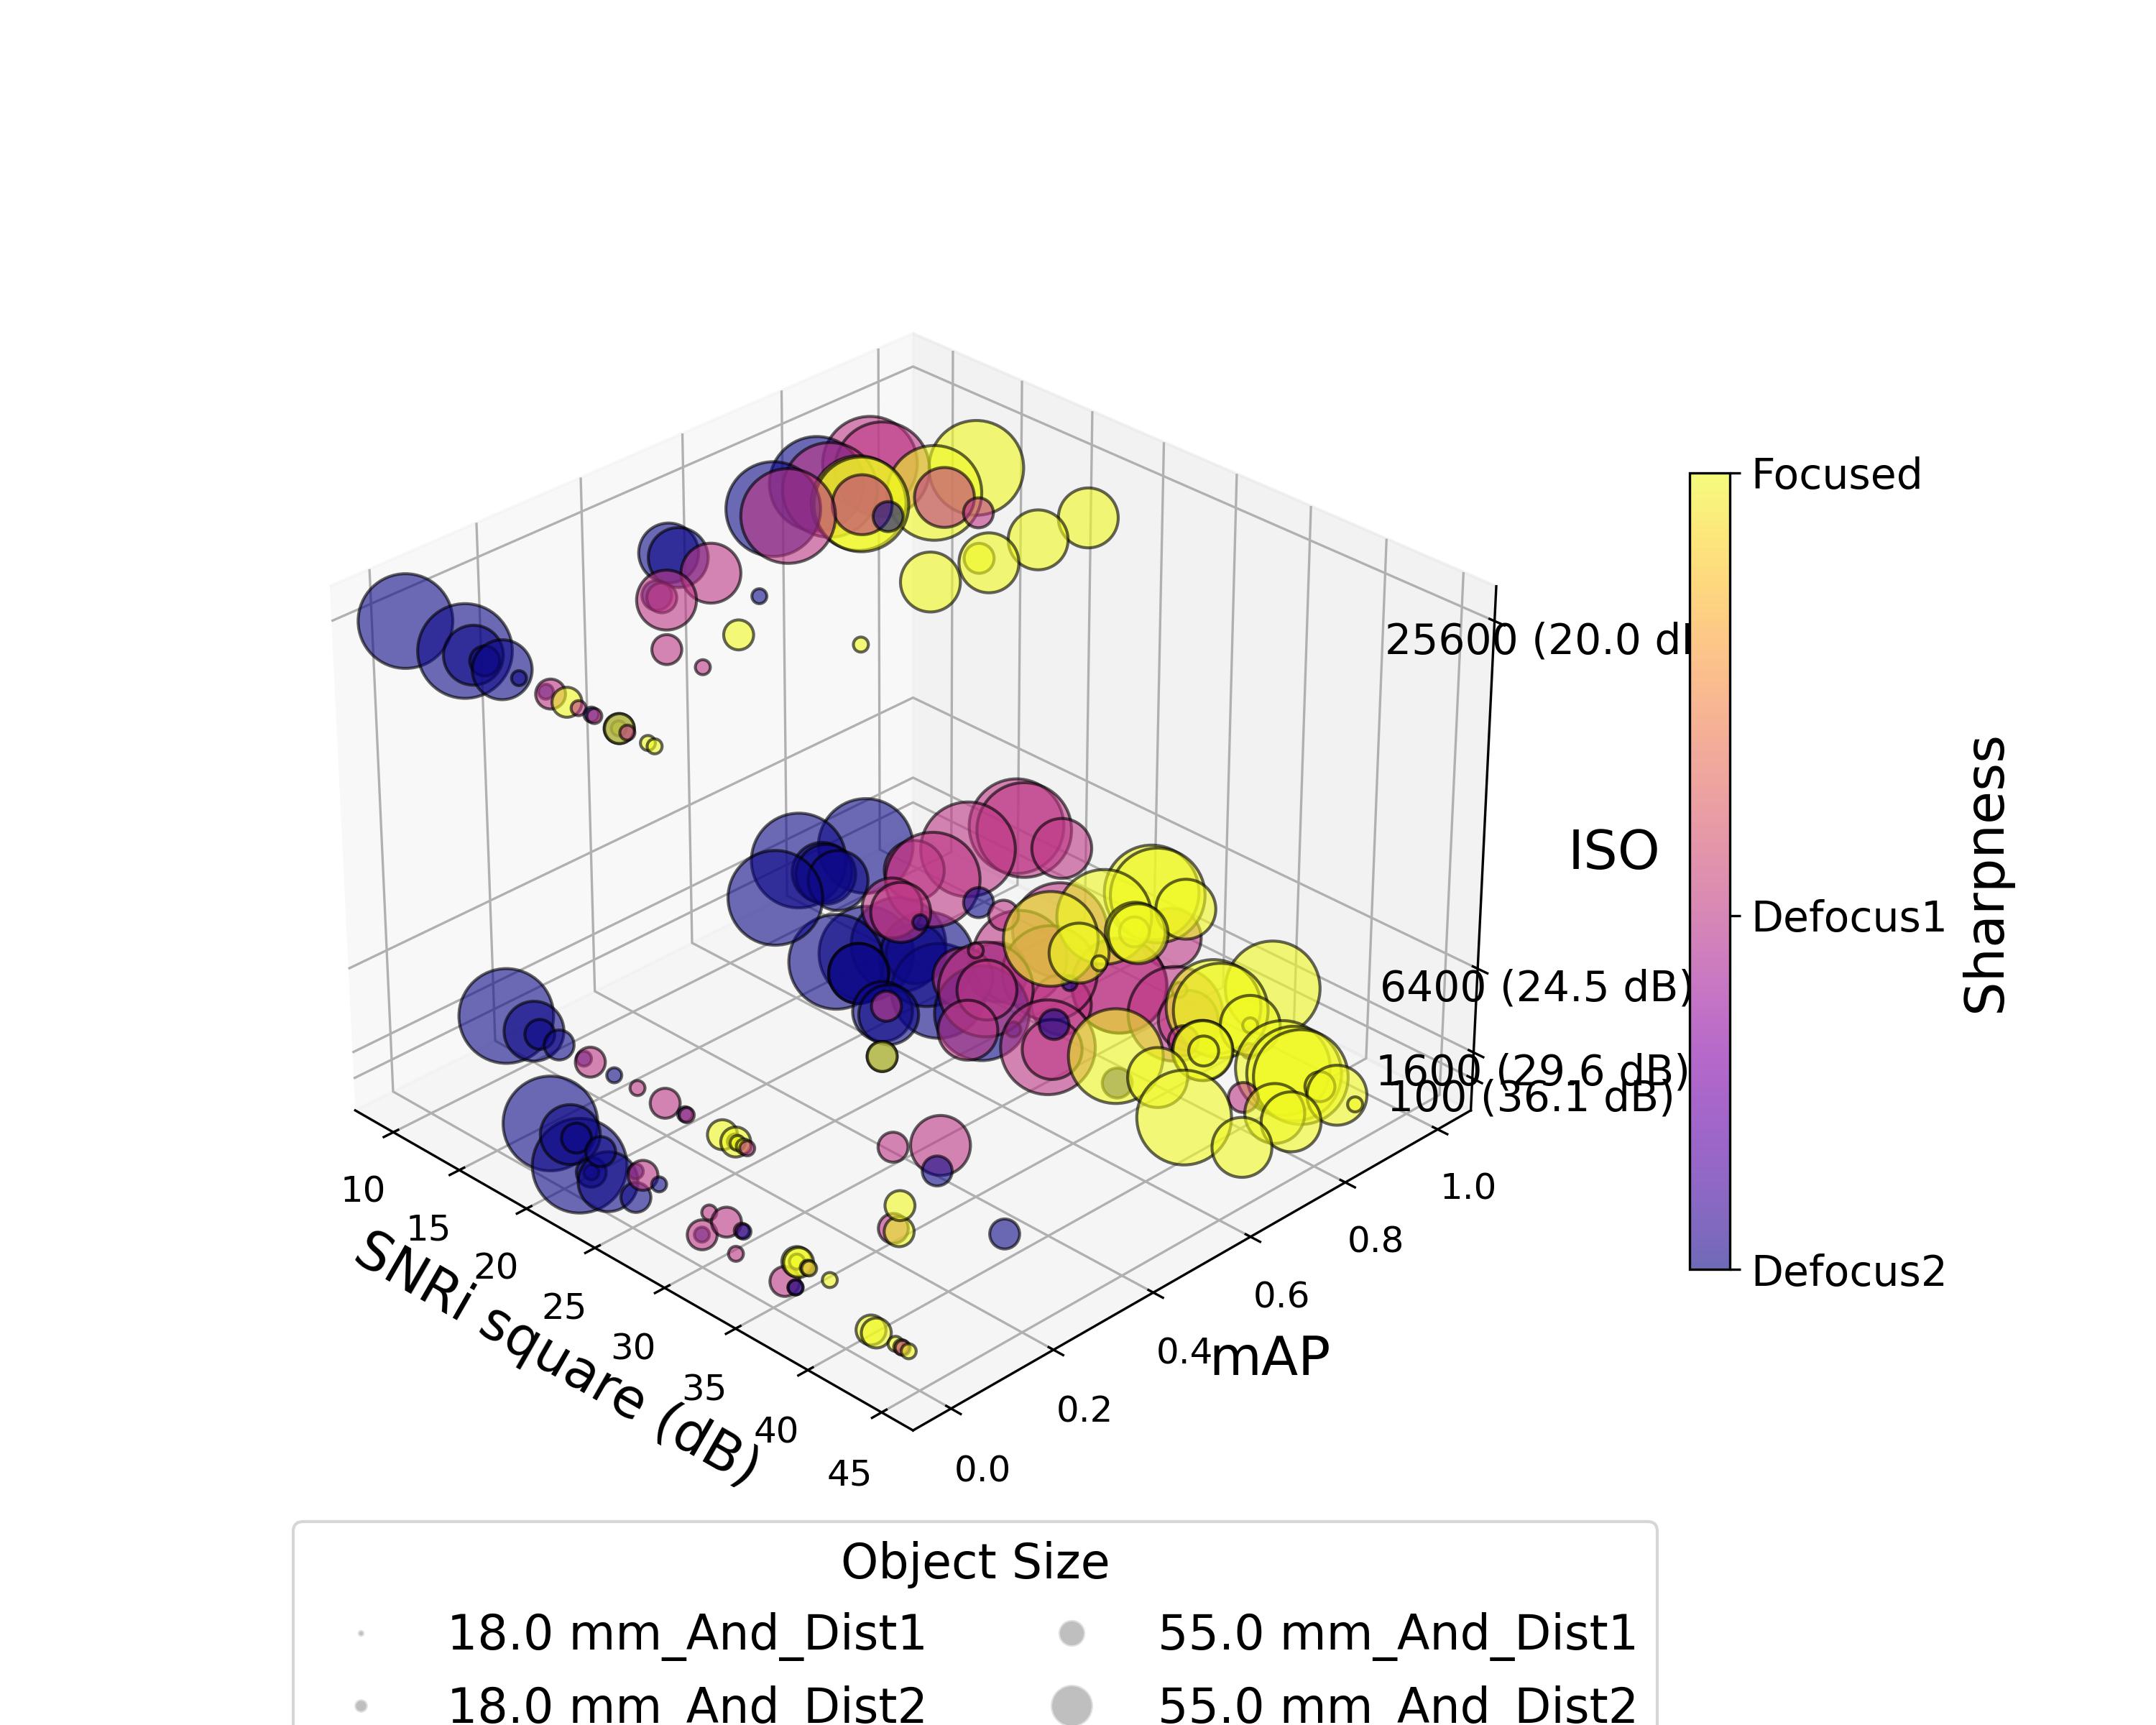 Focused
25600 (20.0 dB
ISO
Sharpness
Defocus1
6400 (24.5 dB)
1600 (29.6 dB)
100 (36.1 dB)
Defocus2
10
15
20
25
30
35
40
45
SNRi square (dB)
0.0
0.2
0.4
0.6
0.8
1.0
mAP
Object Size
18.0 mm_And_Dist1
55.0 mm_And_Dist1
18.0 mm_And_Dist2
55.0 mm_And_Dist2